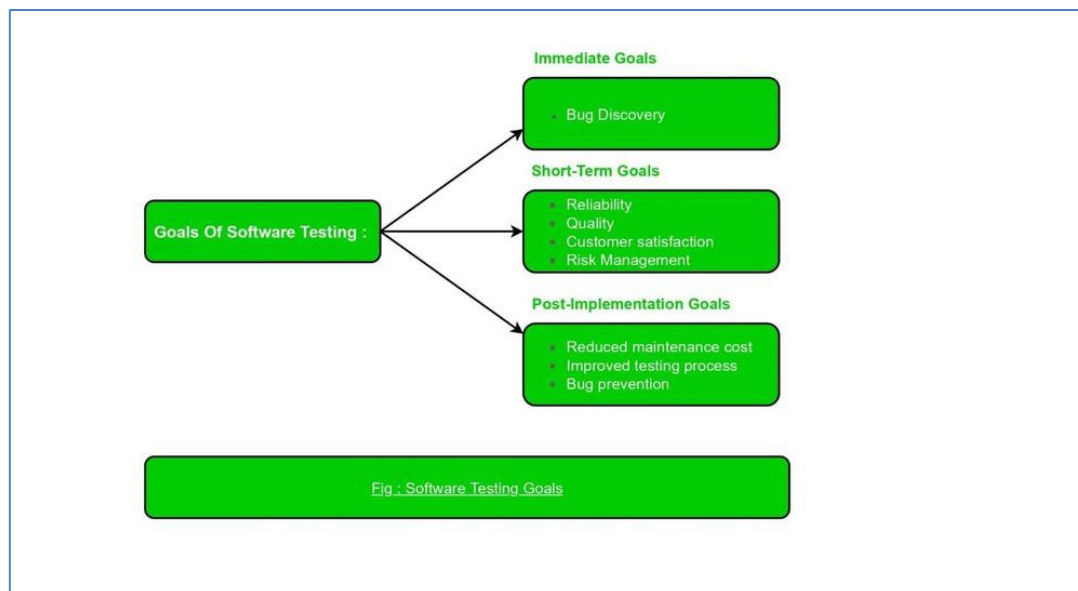 Immediate Goals
• Bug Discovery
Short-Term Goals
• Reliability
• Quality
• Customer satisfaction
• Risk Management
Goals Of Software Testing :
Post-Implementation Goals
• Reduced maintenance cost
• Improved testing process
• Bug prevention
Fig : Software Testing Goals